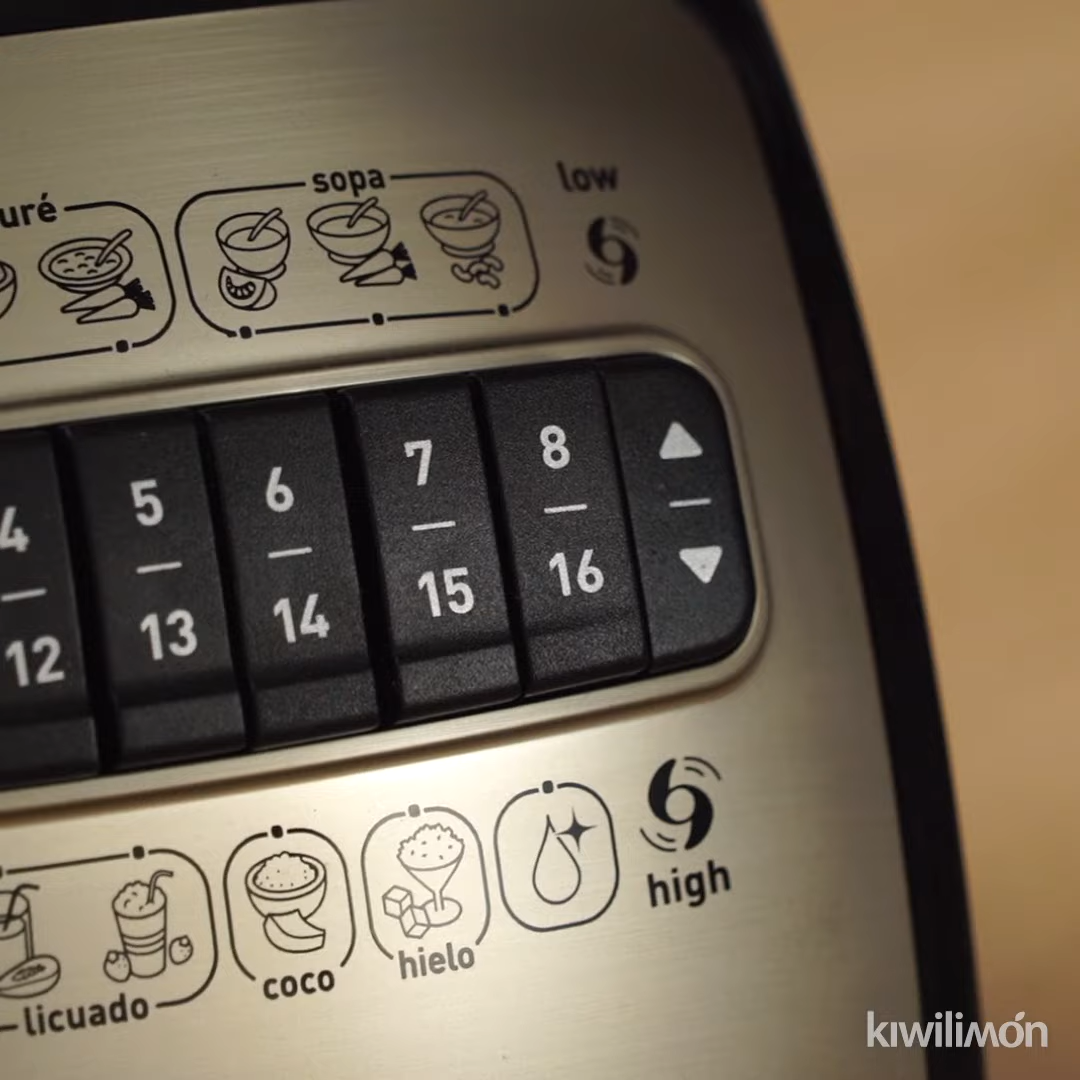 uré
sopa
low
4 5 6 7 8
12 13 14 15 16
licuado
coco
hielo
high
kiwilimón